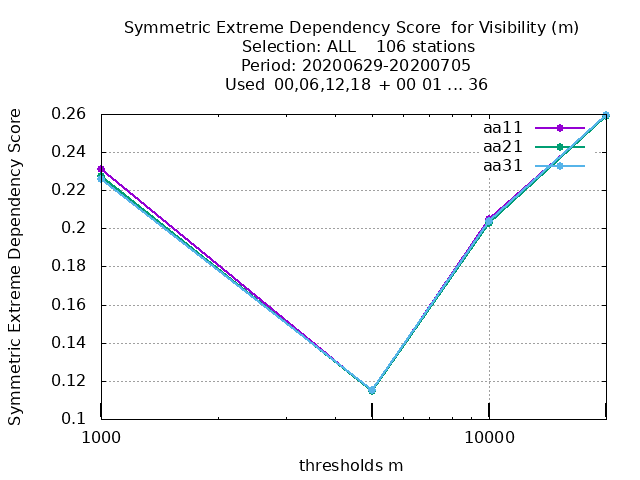 Symmetric Extreme Dependency Score  for Visibility (m)
Selection: ALL    106 stations
Period: 20200629-20200705
Used  00,06,12,18 + 00 01 ... 36
Symmetric Extreme Dependency Score
0.26
0.24
0.22
0.2
0.18
0.16
0.14
0.12
0.1
aa11
aa21
aa31
1000
10000
thresholds m